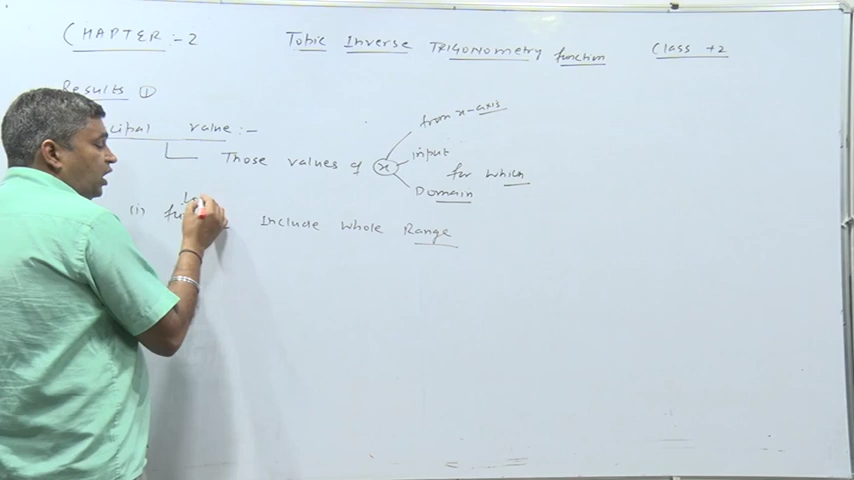 CHAPTER:-2 Topic Inverse TRIGONOMETRY function Class +2
Results ①
cipal value:-
from x-axis
Those values of x input for which
Domain
(i) Include whole Range